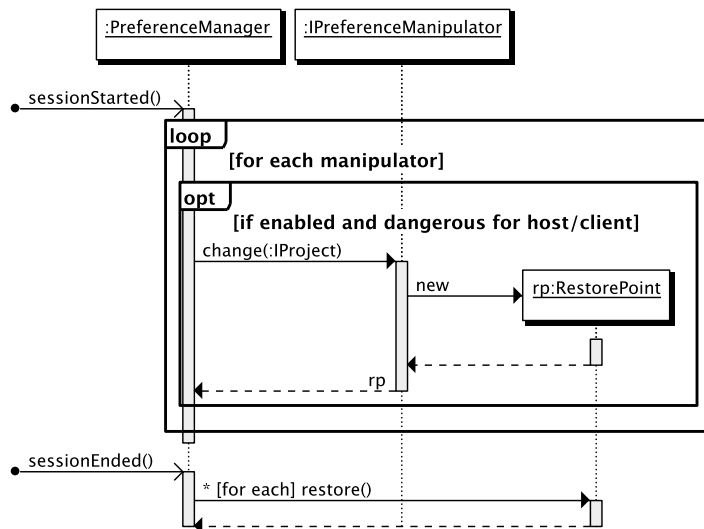 :PreferenceManager
:IPreferenceManipulator
sessionStarted()
loop
[for each manipulator]
opt
[if enabled and dangerous for host/client]
change(:IProject)
new
rp:RestorePoint
rp
sessionEnded()
* [for each] restore()